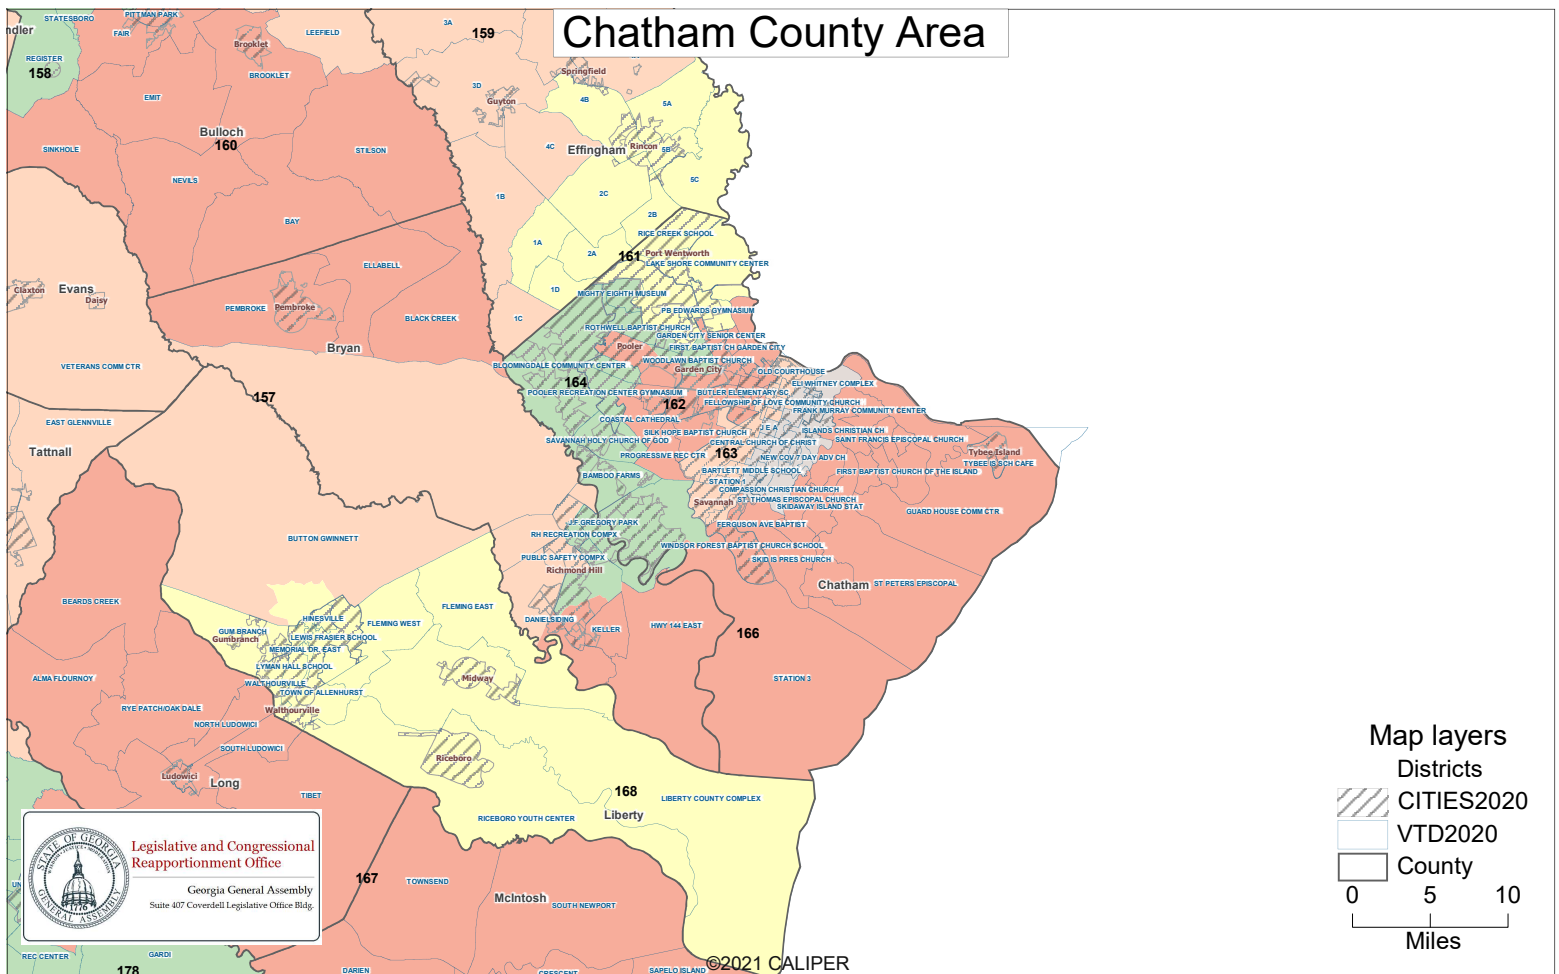 Chatham County Area
STATESBORO
PITTMAN PARK
FAIR
ndler
3A
159
LEEFIELD
Brooklet
REGISTER
158
BROOKLET
Springfield
3D
Guyton
EMIT
4B
5A
Bulloch
160
SINKHOLE
STILSON
4C
Effingham
Rincon
5B
NEVILS
5C
1B
2C
BAY
2B
RICE CREEK SCHOOL
1A
2A
161
Port Wentworth
LAKE SHORE COMMUNITY CENTER
ELLABELL
Claxton
Evans
Daisy
1D
MIGHTY EIGHTH MUSEUM
PEMBROKE
Pembroke
BLACK CREEK
1C
PB EDWARDS GYMNASIUM
ROTHWELL BAPTIST CHURCH
GARDEN CITY SENIOR CENTER
Pooler
FIRST BAPTIST CH GARDEN CITY
Bryan
VETERANS COMM CTR
BLOOMINGDALE COMMUNITY CENTER
WOODLAWN BAPTIST CHURCH
Garden City
OLD COURTHOUSE
164
ELI WHITNEY COMPLEX
POOLER RECREATION CENTER GYMNASIUM
BUTLER ELEMENTARY SC
157
162
FELLOWSHIP OF LOVE COMMUNITY CHURCH
FRANK MURRAY COMMUNITY CENTER
EAST GLENNVILLE
COASTAL CATHEDRAL
J E A
ISLANDS CHRISTIAN CH
SILK HOPE BAPTIST CHURCH
SAVANNAH HOLY CHURCH OF GOD
CENTRAL CHURCH OF CHRIST
SAINT FRANCIS EPISCOPAL CHURCH
Tattnall
PROGRESSIVE REC CTR
163
NEW COV 7 DAY ADV CH
Tybee Island
TYBEE IS SCH CAFE
BAMBOO FARMS
BARTLETT MIDDLE SCHOOL
FIRST BAPTIST CHURCH OF THE ISLAND
STATION 1
COMPASSION CHRISTIAN CHURCH
Savannah
ST. THOMAS EPISCOPAL CHURCH
SKIDAWAY ISLAND STAT
GUARD HOUSE COMM CTR
J.F.GREGORY PARK
FERGUSON AVE BAPTIST
RH RECREATION COMPX
BUTTON GWINNETT
WINDSOR FOREST BAPTIST CHURCH SCHOOL
PUBLIC SAFETY COMPX
SKID IS PRES CHURCH
Richmond Hill
Chatham
ST PETERS EPISCOPAL
BEARDS CREEK
FLEMING EAST
HINESVILLE
FLEMING WEST
DANIELSIDING
KELLER
HWY 144 EAST
166
GUM BRANCH
Gumbranch
LEWIS FRASIER SCHOOL
MEMORIAL DR. EAST
LYMAN HALL SCHOOL
ALMA FLOURNOY
WALTHOURVILLE
TOWN OF ALLENHURST
Midway
STATION 3
RYE PATCH/OAK DALE
Walthourville
NORTH LUDOWICI
SOUTH LUDOWICI
Riceboro
Ludowici
Long
TIBET
168
LIBERTY COUNTY COMPLEX
RICEBORO YOUTH CENTER
Liberty
167
TOWNSEND
McIntosh
SOUTH NEWPORT
UN
REC CENTER
GARDI
178
DARIEN
CRESCENT
SAPELO ISLAND
©2021 CALIPER
STATE OF GEORGIA
GENERAL ASSEMBLY
1776
Legislative and Congressional
Reapportionment Office
Georgia General Assembly
Suite 407 Coverdell Legislative Office Bldg.
Map layers
Districts
CITIES2020
VTD2020
County
0 5 10
Miles